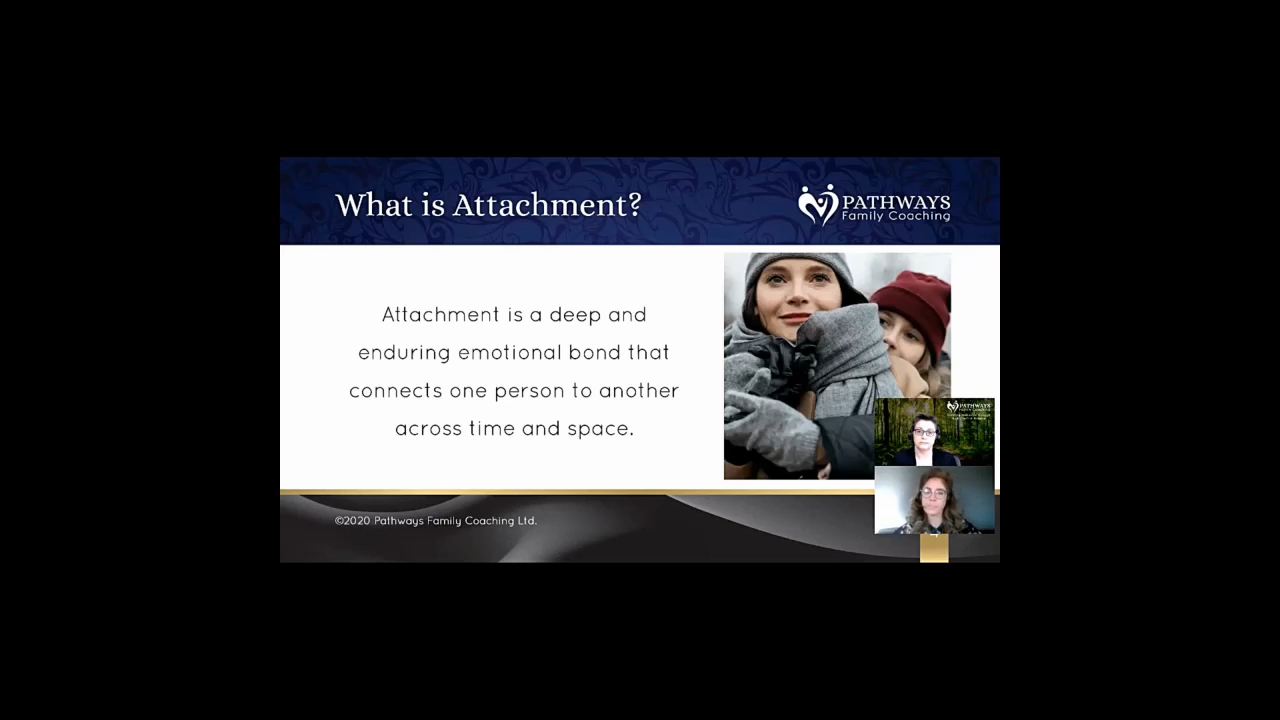 What is Attachment?
PATHWAYS
Family Coaching
Attachment is a deep and
enduring emotional bond that
connects one person to another
across time and space.
PATHWAYS
©2020 Pathways Family Coaching Ltd.